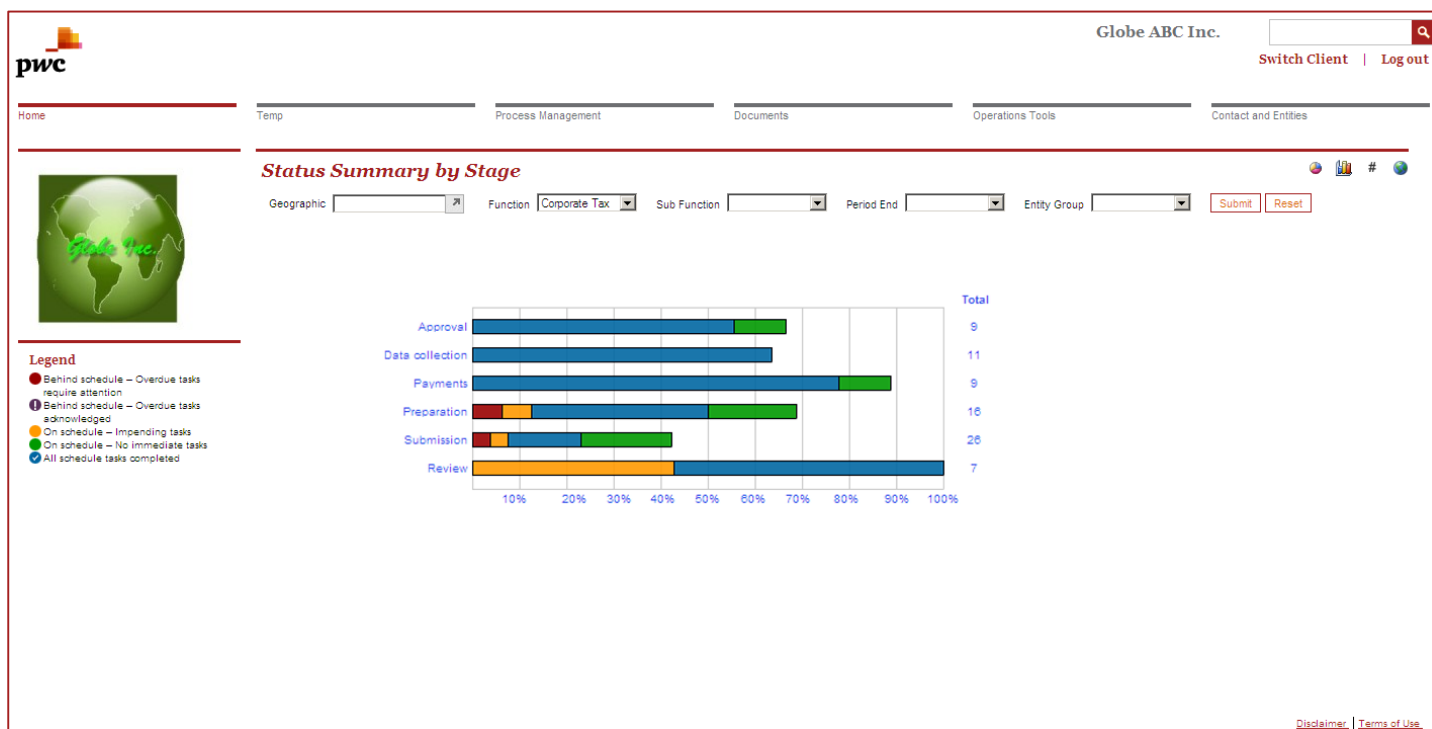 pwc
Globe ABC Inc.
Switch Client | Log out
Home Temp Process Management Documents Operations Tools Contact and Entities
Globe Inc.
Status Summary by Stage
#
Geographic Function Corporate Tax Sub Function Period End Entity Group Submit Reset
Total
Approval 9
Data collection 11
Payments 9
Preparation 16
Submission 26
Review 7
10% 20% 30% 40% 50% 60% 70% 80% 90% 100%
Legend
Behind schedule – Overdue tasks
require attention
Behind schedule – Overdue tasks
acknowledged
On schedule – Impending tasks
On schedule – No immediate tasks
All schedule tasks completed
Disclaimer | Terms of Use